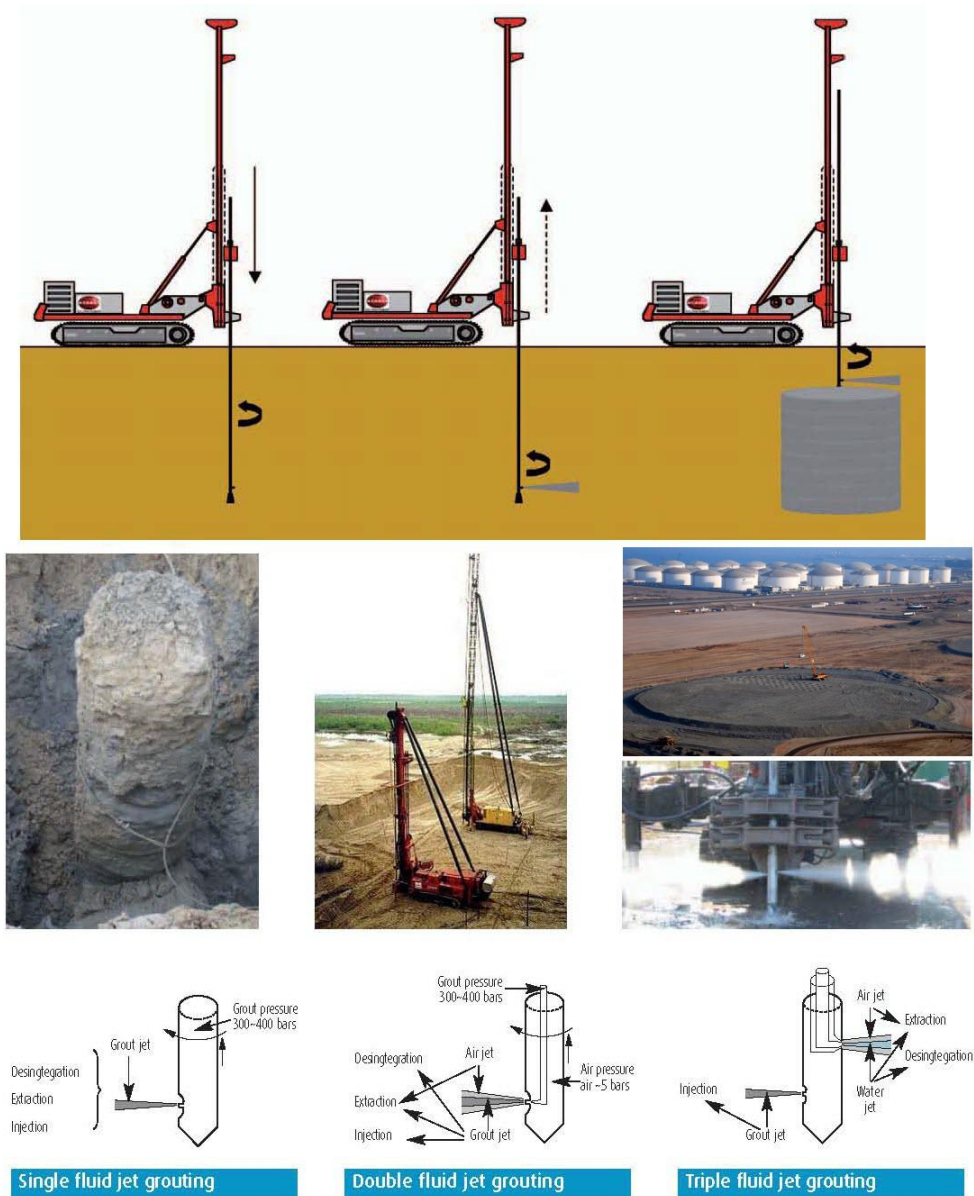 Grout pressure
300~400 bars
Grout jet
Desingtegration
Extraction
Injection
Single fluid jet grouting
Grout pressure
300~400 bars
Desingtegration
Air jet
Extraction
Air pressure
air ~5 bars
Injection
Grout jet
Double fluid jet grouting
Air jet
Extraction
Desingtegration
Water
jet
Injection
Grout jet
Triple fluid jet grouting